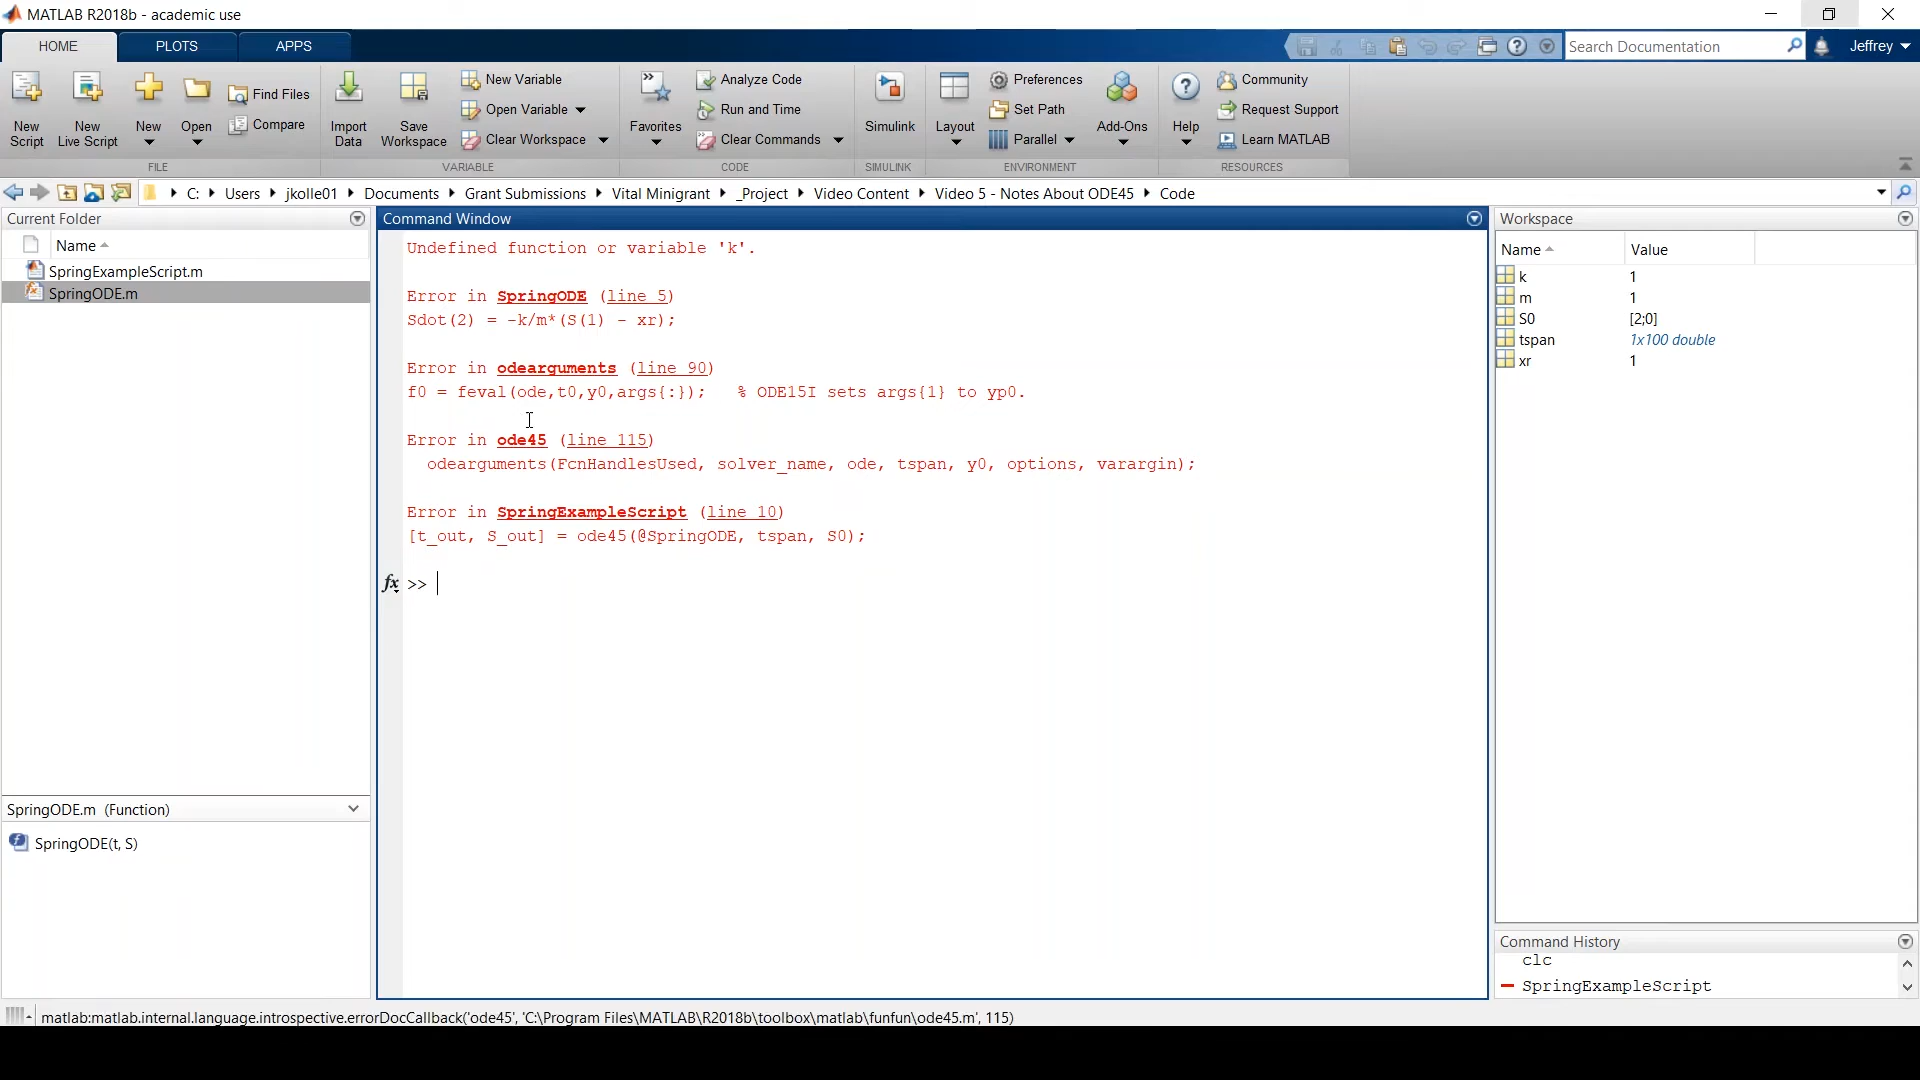 MATLAB R2018b - academic use
HOME
PLOTS
APPS
Search Documentation
Jeffrey
New Script
New Live Script
New
Open
Find Files
Compare
Import Data
Save Workspace
New Variable
Open Variable
Clear Workspace
Favorites
Analyze Code
Run and Time
Clear Commands
Simulink
Layout
Preferences
Set Path
Parallel
Add-Ons
Help
Community
Request Support
Learn MATLAB
FILE
VARIABLE
CODE
SIMULINK
ENVIRONMENT
RESOURCES
C: Users jkolle01 Documents Grant Submissions Vital Minigrant _Project Video Content Video 5 - Notes About ODE45 Code
Current Folder
Name
SpringExampleScript.m
SpringODE.m
SpringODE.m (Function)
SpringODE(t, S)
Command Window
Undefined function or variable 'k'.
Error in SpringODE (line 5)
Sdot(2) = -k/m*(S(1) - xr);
Error in odearguments (line 90)
f0 = feval(ode,t0,y0,args{:}); % ODE15I sets args{1} to yp0.
Error in ode45 (line 115)
odearguments(FcnHandlesUsed, solver_name, ode, tspan, y0, options, varargin);
Error in SpringExampleScript (line 10)
[t_out, S_out] = ode45(@SpringODE, tspan, S0);
fx >>
Workspace
Name Value
k 1
m 1
S0 [2;0]
tspan 1x100 double
xr 1
Command History
clc
SpringExampleScript
matlab:matlab.internal.language.introspective.errorDocCallback('ode45', 'C:\Program Files\MATLAB\R2018b\toolbox\matlab\funfun\ode45.m', 115)